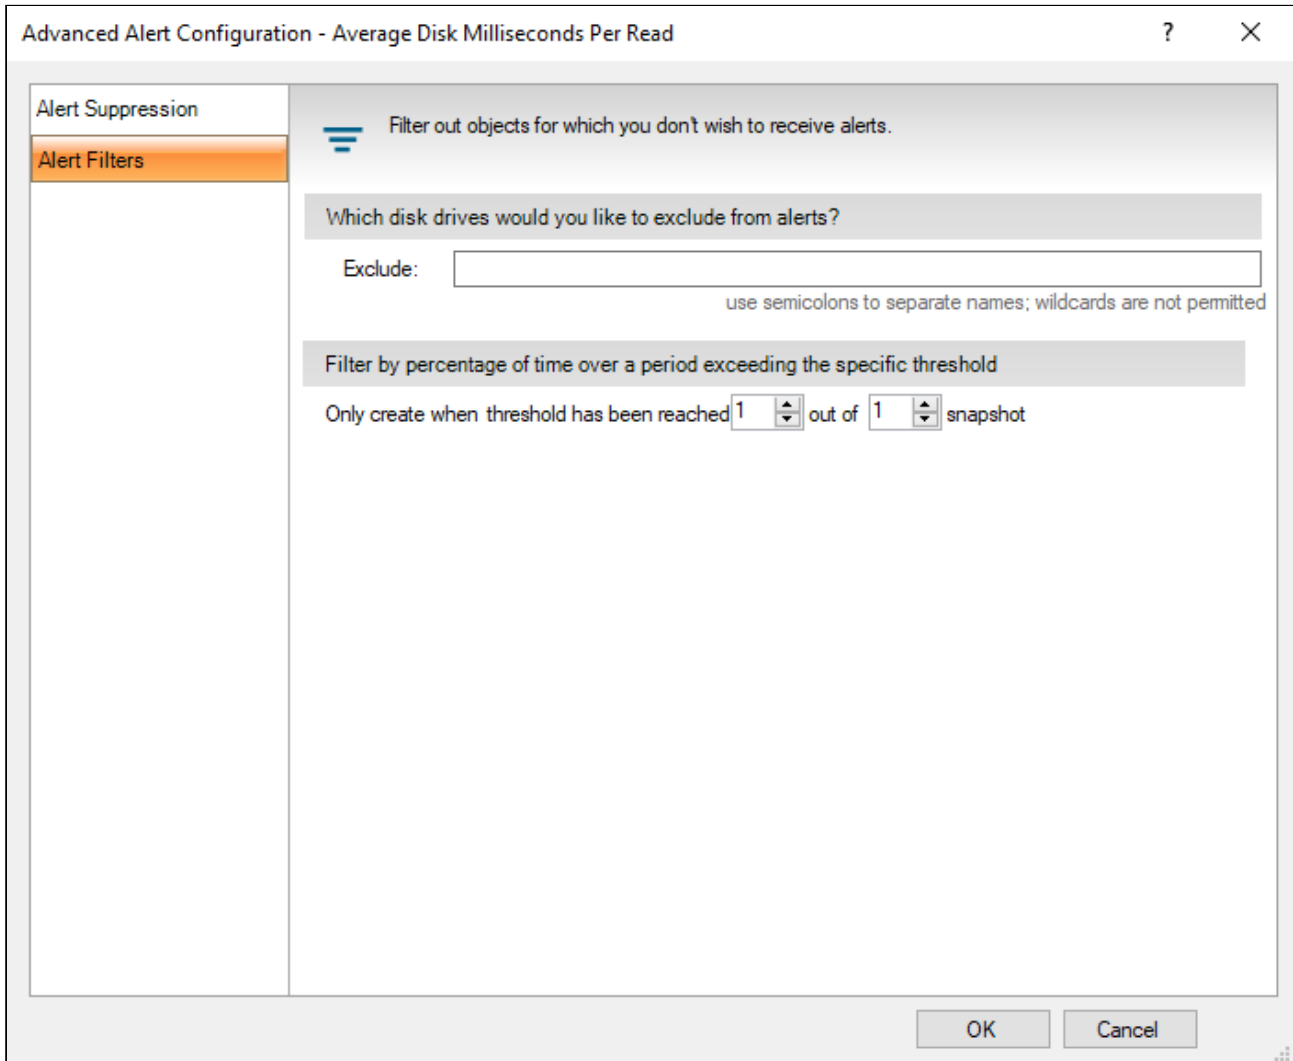 Advanced Alert Configuration - Average Disk Milliseconds Per Read
Alert Suppression
Alert Filters
Filter out objects for which you don't wish to receive alerts.
Which disk drives would you like to exclude from alerts?
Exclude:
use semicolons to separate names; wildcards are not permitted
Filter by percentage of time over a period exceeding the specific threshold
Only create when threshold has been reached 1 out of 1 snapshot
OK Cancel